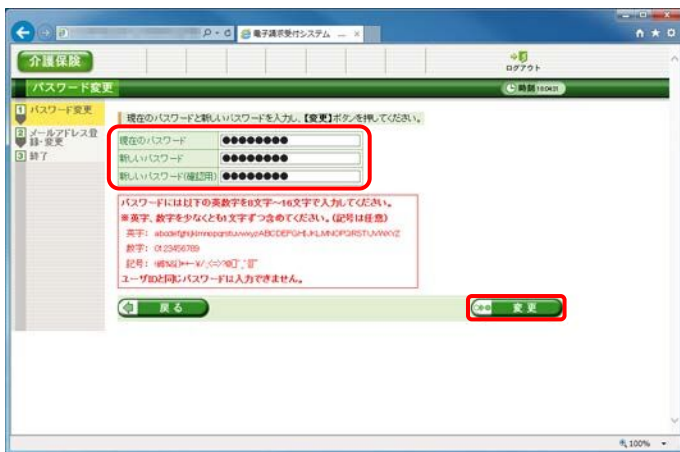 電子請求受付システム —
介護保険
ログアウト
パスワード変更
時刻
1 パスワード変更
2 メールアドレス登
録・変更
3 終了
現在のパスワードと新しいパスワードを入力し、【変更】ボタンを押してください。
現在のパスワード ●●●●●●●●
新しいパスワード ●●●●●●●●
新しいパスワード(確認用) ●●●●●●●●
パスワードには以下の英数字を8文字~16文字で入力してください。
※英字、数字を少なくとも1文字ずつ含めてください。(記号は任意)
英字: abcdefghijklmnopqrstuvwxyzABCDEFGHIJKLMNOPQRSTUVWXYZ
数字: 0123456789
記号:
ユーザIDと同じパスワードは入力できません。
戻る
変更
100%